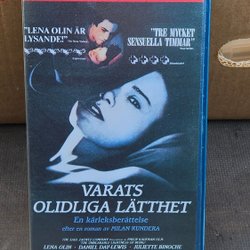 "LENA OLIN ÄR
LYSANDE!"
"TRE MYCKET
SENSUELLA TIMMAR"
VARATS
OLIDLIGA LÄTTHET
En kärleksberättelse
efter en roman av MILAN KUNDERA
LENA OLIN · DANIEL DAY-LEWIS · JULIETTE BINOCHE